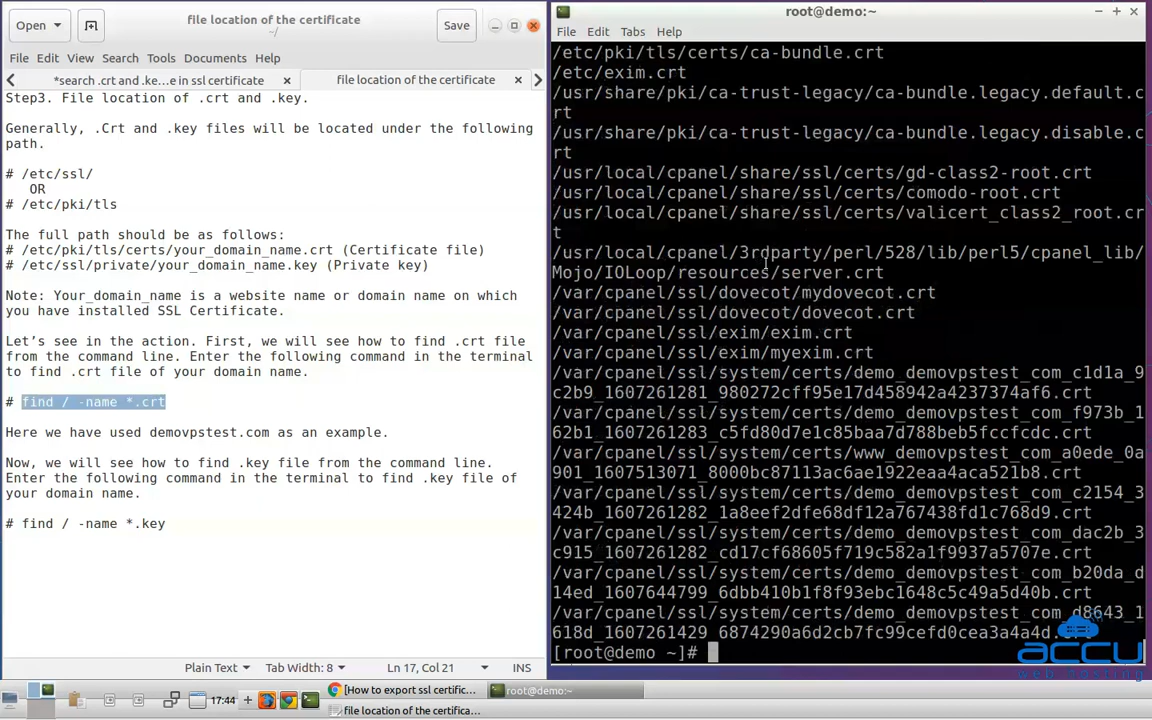 Open
file location of the certificate
~/
Save
File Edit View Search Tools Documents Help
*search .crt and .ke...e in ssl certificate
file location of the certificate
Step3. File location of .crt and .key.
Generally, .Crt and .key files will be located under the following
path.
# /etc/ssl/
OR
# /etc/pki/tls
The full path should be as follows:
# /etc/pki/tls/certs/your_domain_name.crt (Certificate file)
# /etc/ssl/private/your_domain_name.key (Private key)
Note: Your_domain_name is a website name or domain name on which
you have installed SSL Certificate.
Let's see in the action. First, we will see how to find .crt file
from the command line. Enter the following command in the terminal
to find .crt file of your domain name.
# find / -name *.crt
Here we have used demovpstest.com as an example.
Now, we will see how to find .key file from the command line.
Enter the following command in the terminal to find .key file of
your domain name.
# find / -name *.key
Plain Text
Tab Width: 8
Ln 17, Col 21
INS
root@demo:~
File Edit Tabs Help
/etc/pki/tls/certs/ca-bundle.crt
/etc/exim.crt
/usr/share/pki/ca-trust-legacy/ca-bundle.legacy.default.c
rt
/usr/share/pki/ca-trust-legacy/ca-bundle.legacy.disable.c
rt
/usr/local/cpanel/share/ssl/certs/gd-class2-root.crt
/usr/local/cpanel/share/ssl/certs/comodo-root.crt
/usr/local/cpanel/share/ssl/certs/valicert_class2_root.cr
t
/usr/local/cpanel/3rdparty/perl/528/lib/perl5/cpanel_lib/
Mojo/IOLoop/resources/server.crt
/var/cpanel/ssl/dovecot/mydovecot.crt
/var/cpanel/ssl/dovecot/dovecot.crt
/var/cpanel/ssl/exim/exim.crt
/var/cpanel/ssl/exim/myexim.crt
/var/cpanel/ssl/system/certs/demo_demovpstest_com_c1d1a_9
c2b9_1607261281_980272cff95e17d458942a4237374af6.crt
/var/cpanel/ssl/system/certs/demo_demovpstest_com_f973b_1
62b1_1607261283_c5fd80d7e1c85baa7d788beb5fccfcdc.crt
/var/cpanel/ssl/system/certs/www_demovpstest_com_a0ede_0a
901_1607513071_8000bc87113ac6ae1922eaa4aca521b8.crt
/var/cpanel/ssl/system/certs/demo_demovpstest_com_c2154_3
424b_1607261282_1a8eef2dfe68df12a767438fd1c768d9.crt
/var/cpanel/ssl/system/certs/demo_demovpstest_com_dac2b_3
c915_1607261282_cd17cf68605f719c582a1f9937a5707e.crt
/var/cpanel/ssl/system/certs/demo_demovpstest_com_b20da_d
14ed_1607644799_6dbb410b1f8f93ebc1648c5c49a5d40b.crt
/var/cpanel/ssl/system/certs/demo_demovpstest_com_d8643_1
618d_1607261429_6874290a6d2cb7fc99cefd0cea3a4a4d.crt
[root@demo ~]#
accu
web hosting
17:44
[How to export ssl certific...
root@demo:~
file location of the certifica...